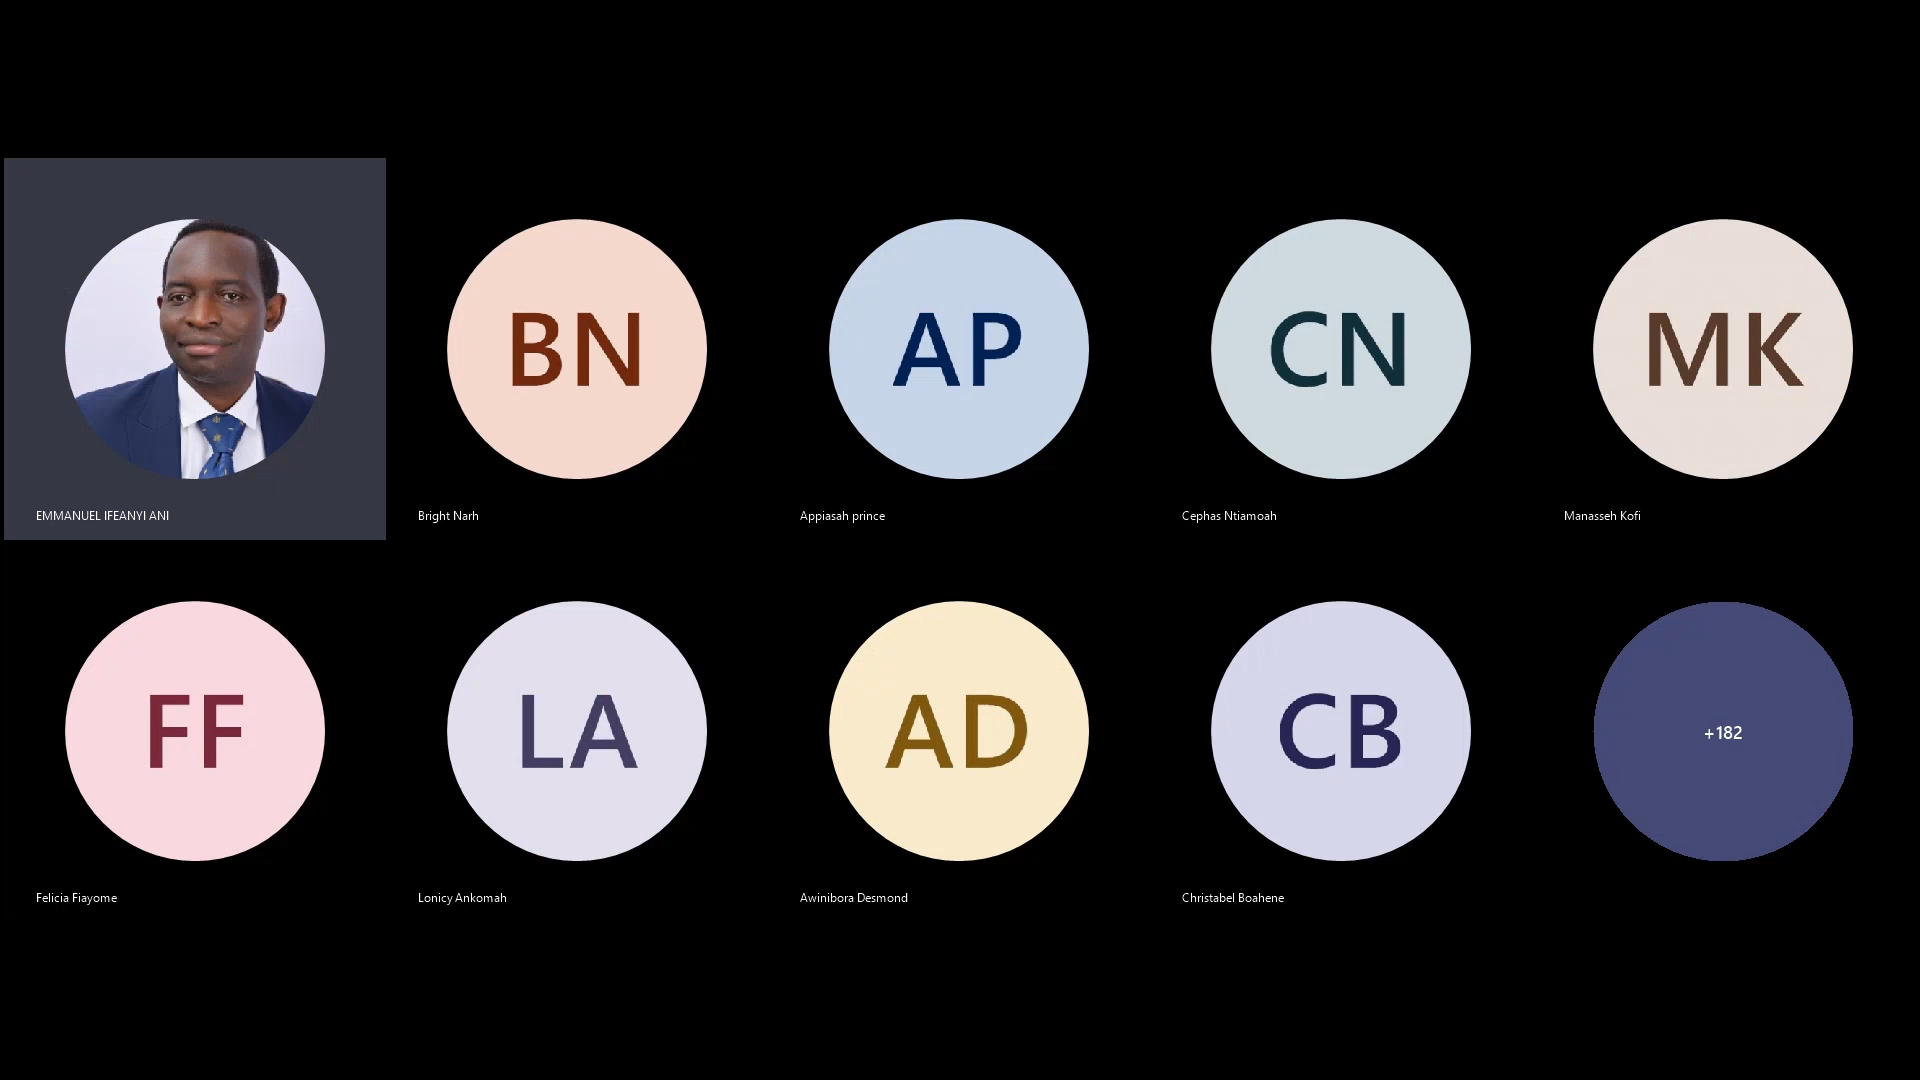 BN
AP
CN
MK
EMMANUEL IFEANYI ANI
Bright Narh
Appiasah prince
Cephas Ntiamoah
Manasseh Kofi
FF
LA
AD
CB
+182
Felicia Fiayome
Lonicy Ankomah
Awinibora Desmond
Christabel Boahene